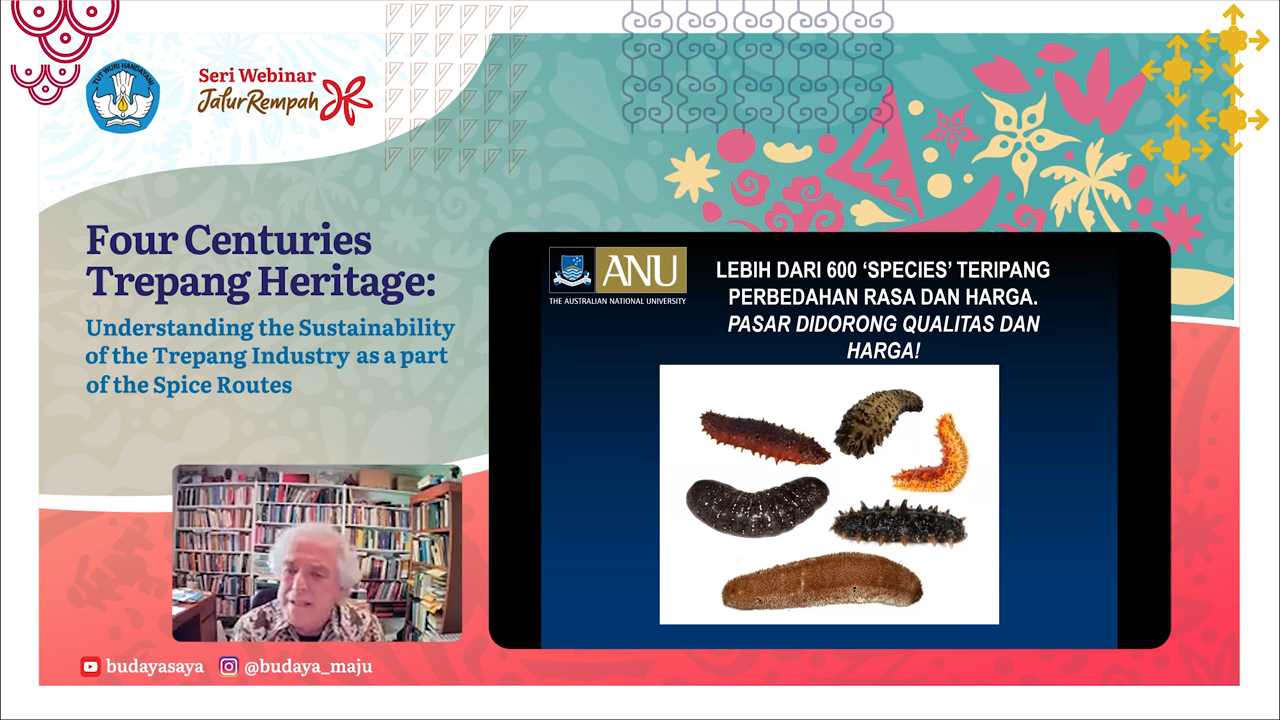 TUT WURI HANDAYANI
Seri Webinar
Jalur Rempah
Four Centuries
Trepang Heritage:
Understanding the Sustainability
of the Trepang Industry as a part
of the Spice Routes
ANU
THE AUSTRALIAN NATIONAL UNIVERSITY
LEBIH DARI 600 ‘SPECIES’ TERIPANG
PERBEDAHAN RASA DAN HARGA.
PASAR DIDORONG QUALITAS DAN
HARGA!
budayasaya
@budaya_maju